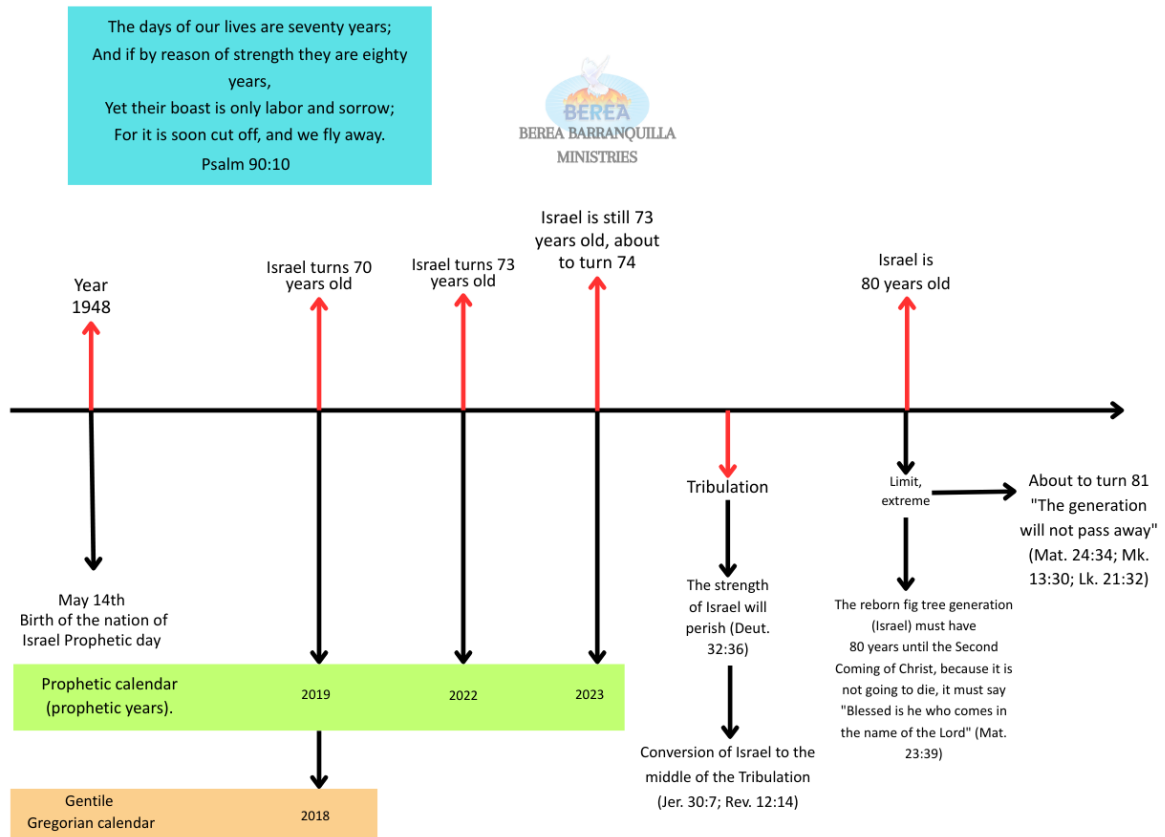 The days of our lives are seventy years;
And if by reason of strength they are eighty
years,
Yet their boast is only labor and sorrow;
For it is soon cut off, and we fly away.
Psalm 90:10
BEREA
BEREA BARRANQUILLA
MINISTRIES
Year
1948
Israel turns 70
years old
Israel turns 73
years old
Israel is still 73
years old, about
to turn 74
Israel is
80 years old
May 14th
Birth of the nation of
Israel Prophetic day
Tribulation
The strength
of Israel will
perish (Deut.
32:36)
Conversion of Israel to the
middle of the Tribulation
(Jer. 30:7; Rev. 12:14)
Limit,
extreme
The reborn fig tree generation
(Israel) must have
80 years until the Second
Coming of Christ, because it is
not going to die, it must say
"Blessed is he who comes in
the name of the Lord" (Mat.
23:39)
About to turn 81
"The generation
will not pass away"
(Mat. 24:34; Mk.
13:30; Lk. 21:32)
Prophetic calendar
(prophetic years).
2019
2022
2023
Gentile
Gregorian calendar
2018